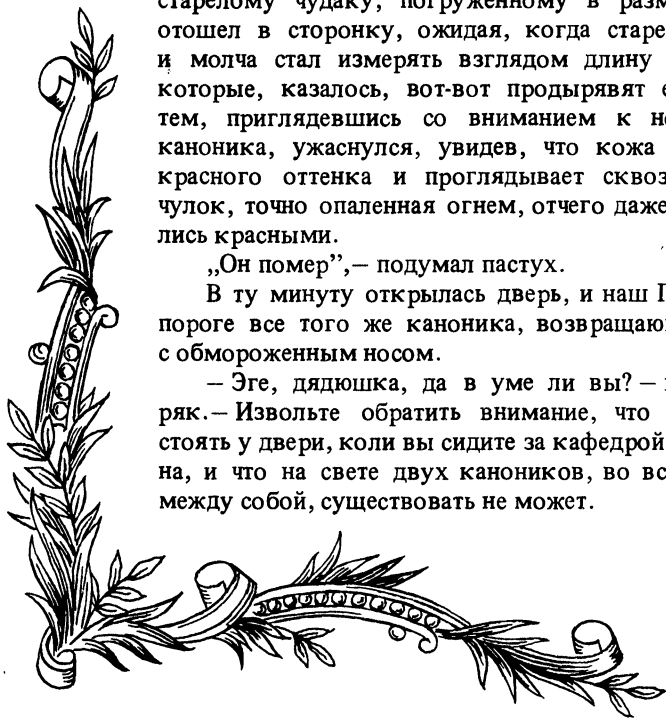 старелому чудаку, погруженному в разм
отошел в сторонку, ожидая, когда старе
и молча стал измерять взглядом длину
которые, казалось, вот-вот продырявят е
тем, приглядевшись со вниманием к не
каноника, ужаснулся, увидев, что кожа
красного оттенка и проглядывает сквоз
чулок, точно опаленная огнем, отчего даже
лись красными.
„Он помер”,— подумал пастух.
В ту минуту открылась дверь, и наш П
пороге все того же каноника, возвращаю
с обмороженным носом.
— Эге, дядюшка, да в уме ли вы? —
ряк.— Извольте обратить внимание, что
стоять у двери, коли вы сидите за кафедрой
на, и что на свете двух каноников, во вс
между собой, существовать не может.